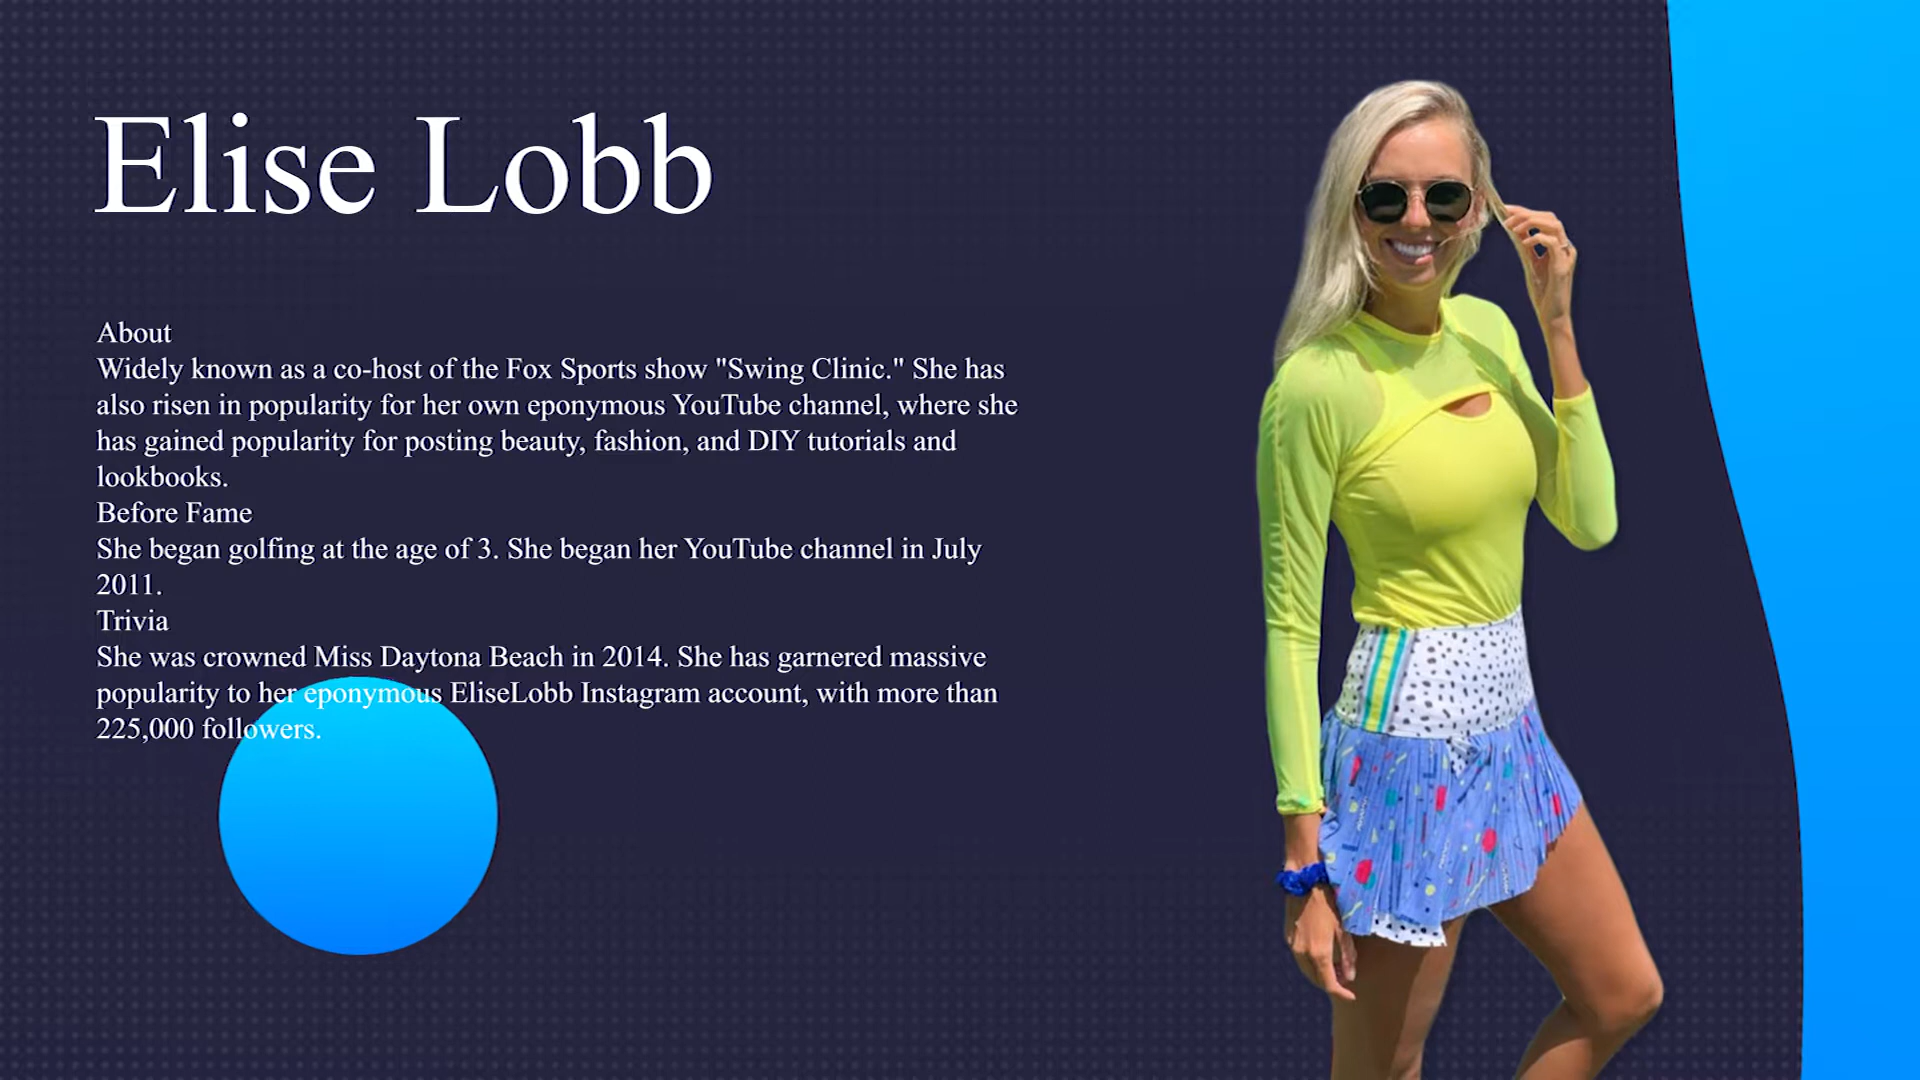 Elise Lobb
About
Widely known as a co-host of the Fox Sports show "Swing Clinic." She has
also risen in popularity for her own eponymous YouTube channel, where she
has gained popularity for posting beauty, fashion, and DIY tutorials and
lookbooks.
Before Fame
She began golfing at the age of 3. She began her YouTube channel in July
2011.
Trivia
She was crowned Miss Daytona Beach in 2014. She has garnered massive
popularity to her eponymous EliseLobb Instagram account, with more than
225,000 followers.